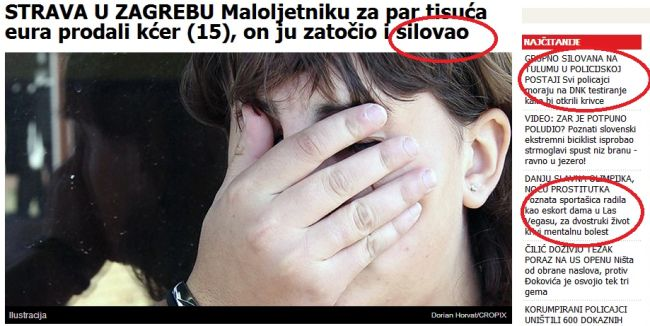 STRAVA U ZAGREBU Maloljetniku za par tisuća
eura prodali kćer (15), on ju zatočio i silovao
Ilustracija
Dorian Horvat/CROPIX
NAJČITANIJE
GRUPNO SILOVANA NA
TULUMU U POLICIJSKOJ
POSTAJI Svi policajci
moraju na DNK testiranje
kako bi otkrili krivce
VIDEO: ZAR JE POTPUNO
POLUDIO? Poznati slovenski
ekstremni biciklist isprobao
strmoglavi spust niz branu -
ravno u jezero!
DANJU SLAVNA OLIMPIJKA,
NOĆU PROSTITUTKA
Poznata sportašica radila
kao eskort dama u Las
Vegasu, za dvostruki život
krivi mentalnu bolest
ČILIĆ DOŽIVIO TEŽAK
PORAZ NA US OPENU Ništa
od obrane naslova, protiv
Đokovića je osvojio tek tri
gema
KORUMPIRANI POLICAJCI
UNIŠTILI 600 DOKAZNIH